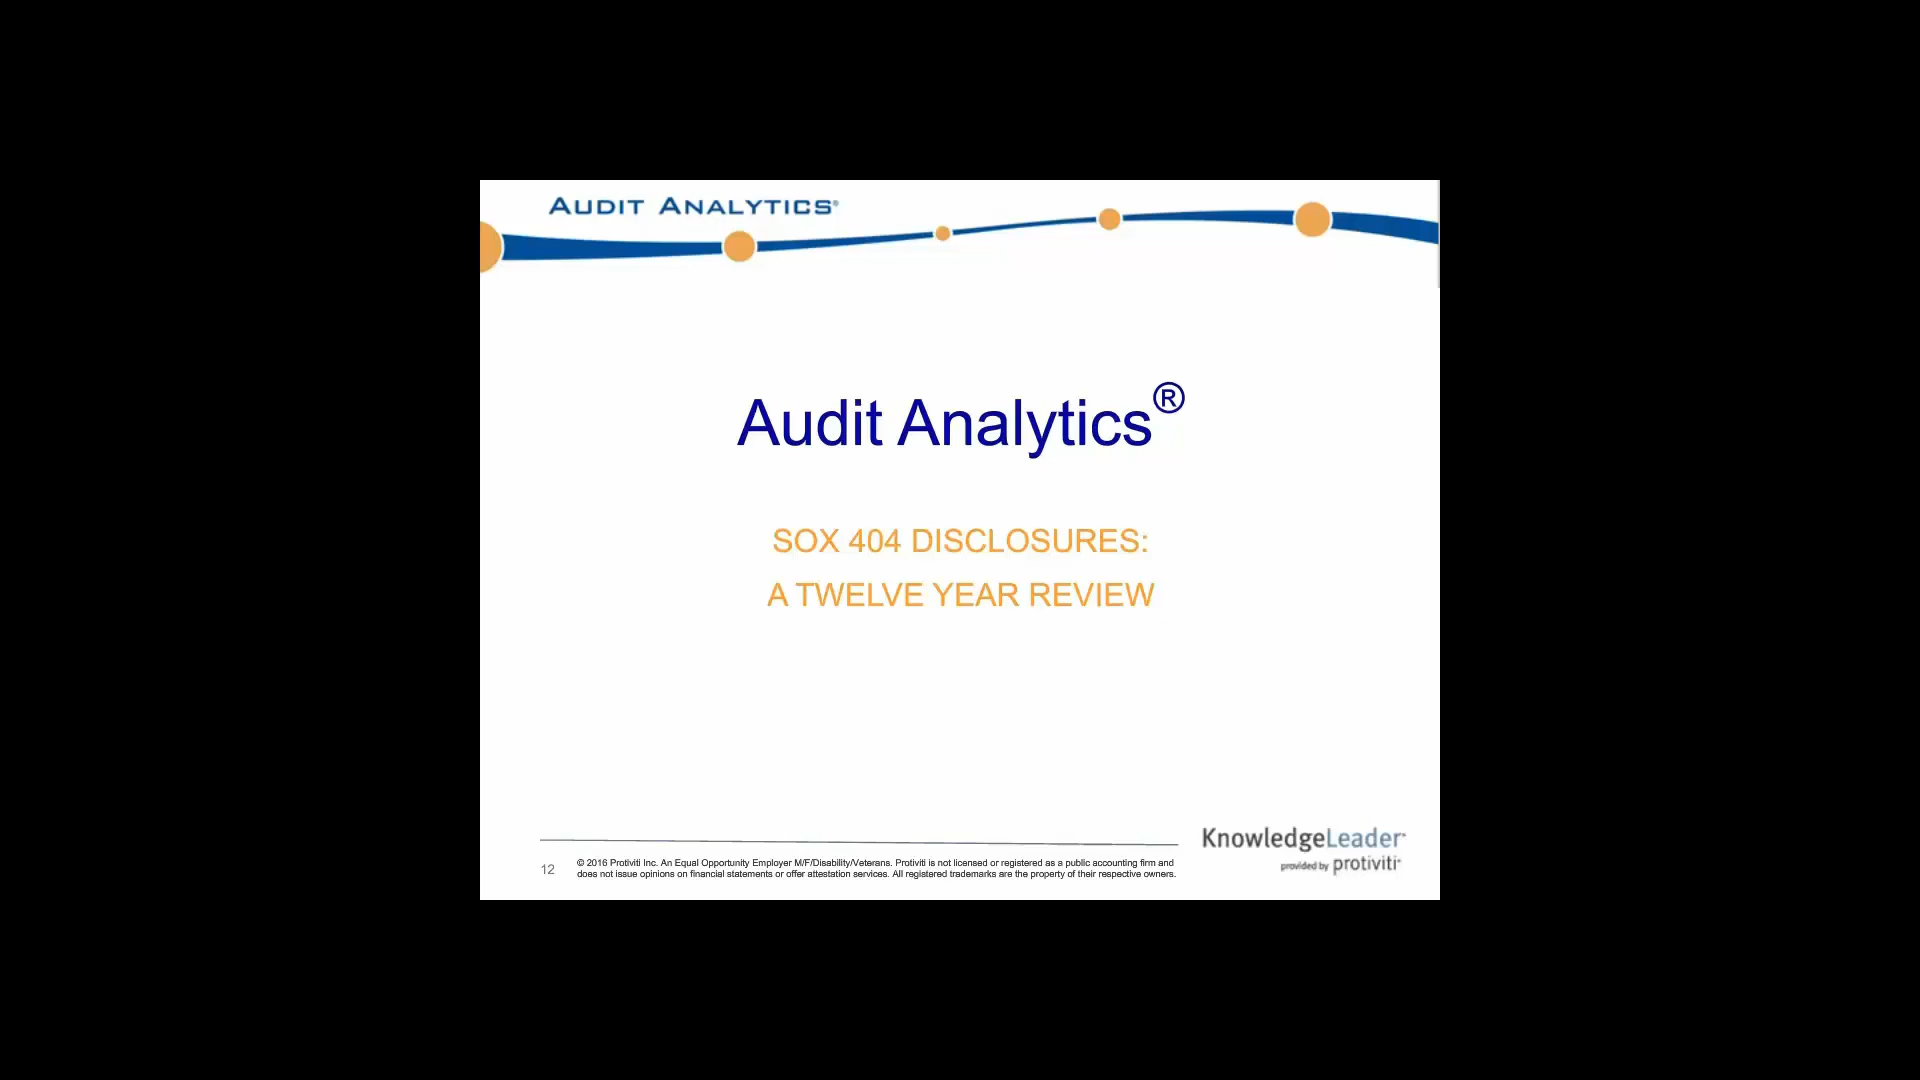 AUDIT ANALYTICS®
Audit Analytics®
SOX 404 DISCLOSURES:
A TWELVE YEAR REVIEW
KnowledgeLeader™
provided by protiviti®
12
© 2016 Protiviti Inc. An Equal Opportunity Employer M/F/Disability/Veterans. Protiviti is not licensed or registered as a public accounting firm and
does not issue opinions on financial statements or offer attestation services. All registered trademarks are the property of their respective owners.